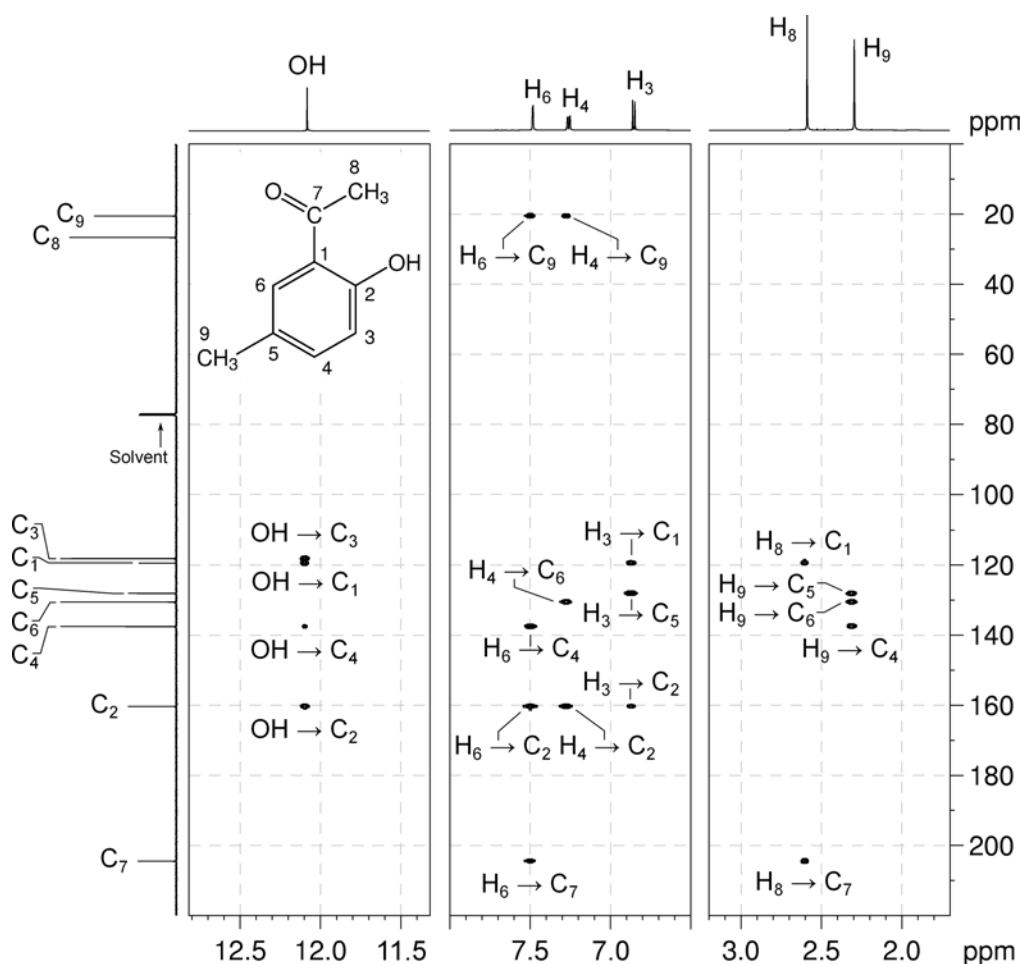 OH
H6
H4
H3
H8
H9
ppm
C9
C8
Solvent
C3
C1
C5
C6
C4
C2
C7
O
7
C
8
CH3
1
6
OH
2
9
CH3
5
4
3
H6 → C9
H4 → C9
OH → C3
OH → C1
OH → C4
OH → C2
H3 → C1
H4 → C6
H3 → C5
H6 → C4
H3 → C2
H6 → C2
H4 → C2
H6 → C7
H8 → C1
H9 → C5
H9 → C6
H9 → C4
H8 → C7
20
40
60
80
100
120
140
160
180
200
12.5 12.0 11.5 7.5 7.0 3.0 2.5 2.0 ppm